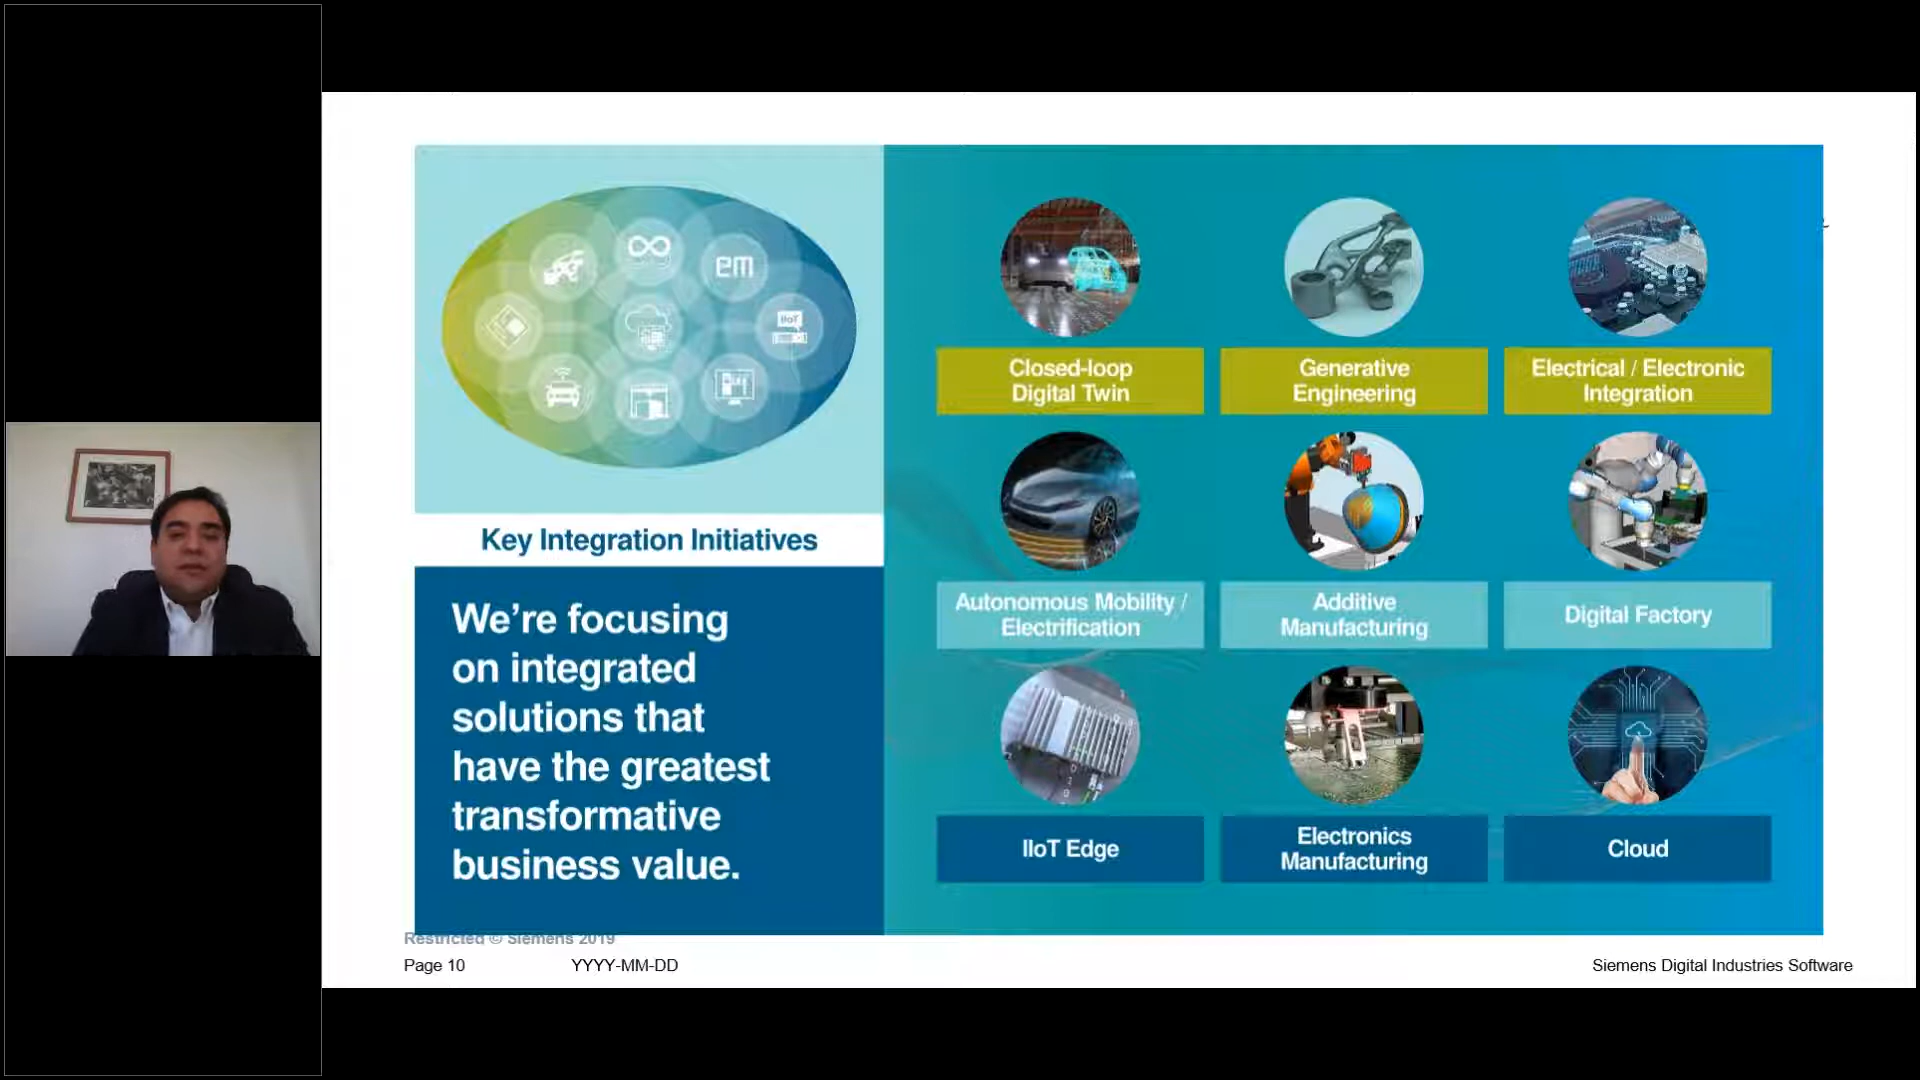 em
IIoT
Key Integration Initiatives
We're focusing
on integrated
solutions that
have the greatest
transformative
business value.
Closed-loop
Digital Twin
Generative
Engineering
Electrical / Electronic
Integration
Autonomous Mobility /
Electrification
Additive
Manufacturing
Digital Factory
IIoT Edge
Electronics
Manufacturing
Cloud
Restricted © Siemens 2019
Page 10
YYYY-MM-DD
Siemens Digital Industries Software